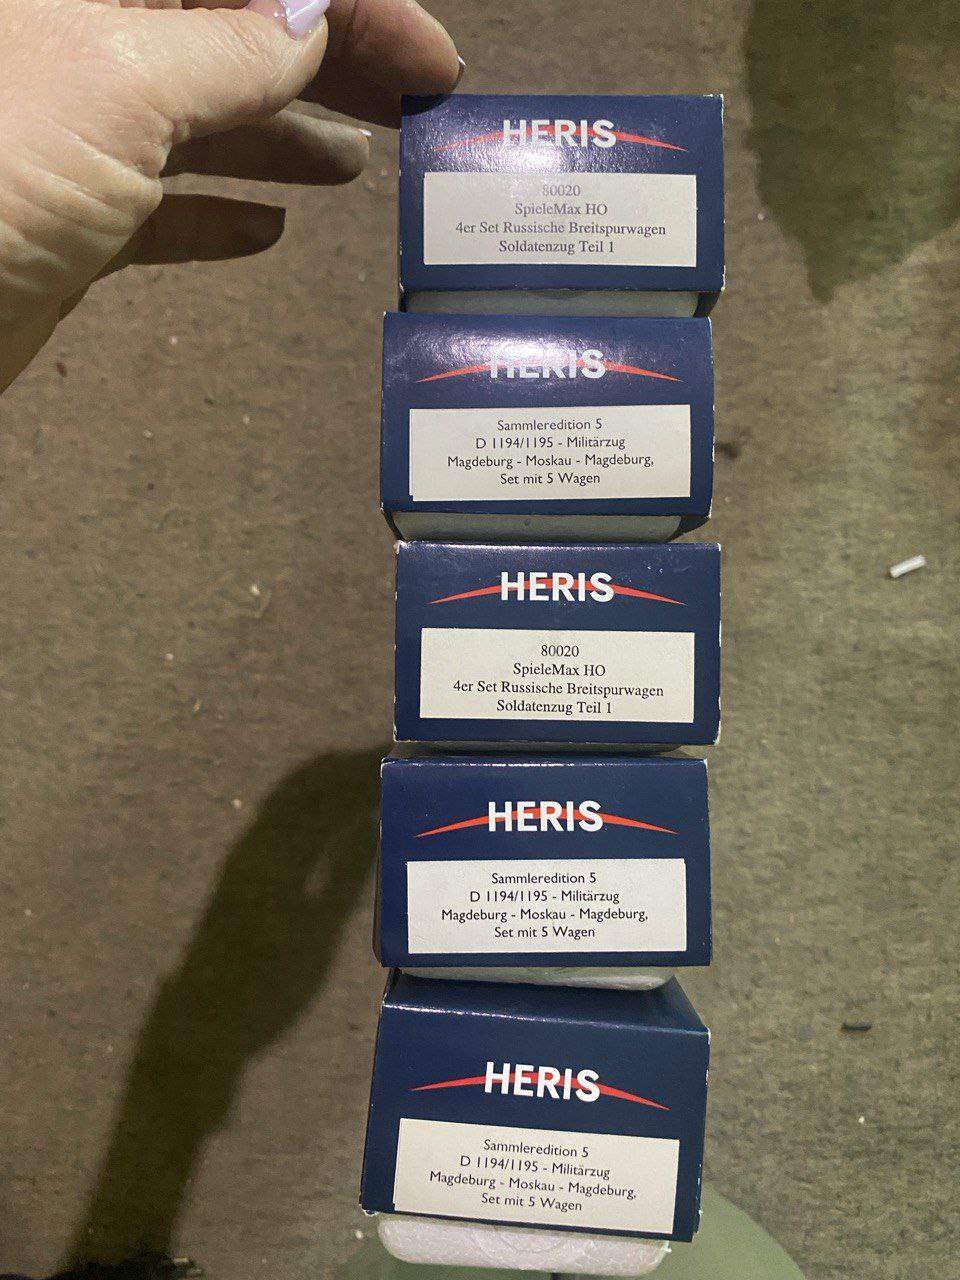 HERIS
80020
SpieleMax HO
4er Set Russische Breitspurwagen
Soldatenzug Teil 1
HERIS
Sammleredition 5
D 1194/1195 - Militärzug
Magdeburg - Moskau - Magdeburg,
Set mit 5 Wagen
HERIS
80020
SpieleMax HO
4er Set Russische Breitspurwagen
Soldatenzug Teil 1
HERIS
Sammleredition 5
D 1194/1195 - Militärzug
Magdeburg - Moskau - Magdeburg,
Set mit 5 Wagen
HERIS
Sammleredition 5
D 1194/1195 - Militärzug
Magdeburg - Moskau - Magdeburg,
Set mit 5 Wagen